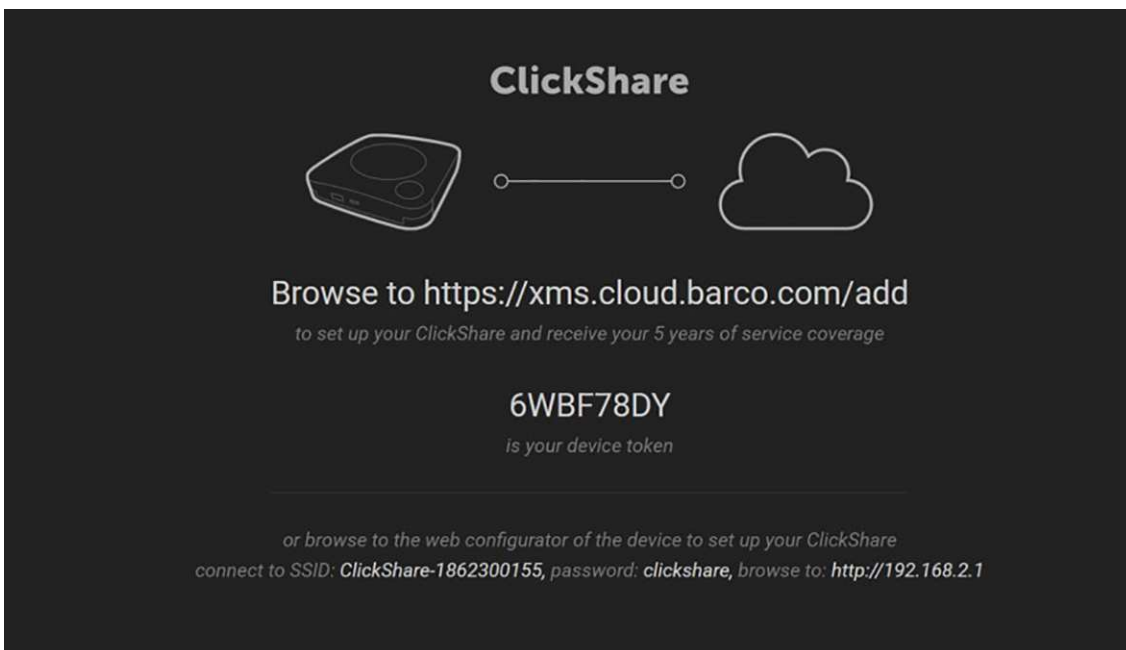 ClickShare
Browse to https://xms.cloud.barco.com/add
to set up your ClickShare and receive your 5 years of service coverage
6WBF78DY
is your device token
or browse to the web configurator of the device to set up your ClickShare
connect to SSID: ClickShare-1862300155, password: clickshare, browse to: http://192.168.2.1